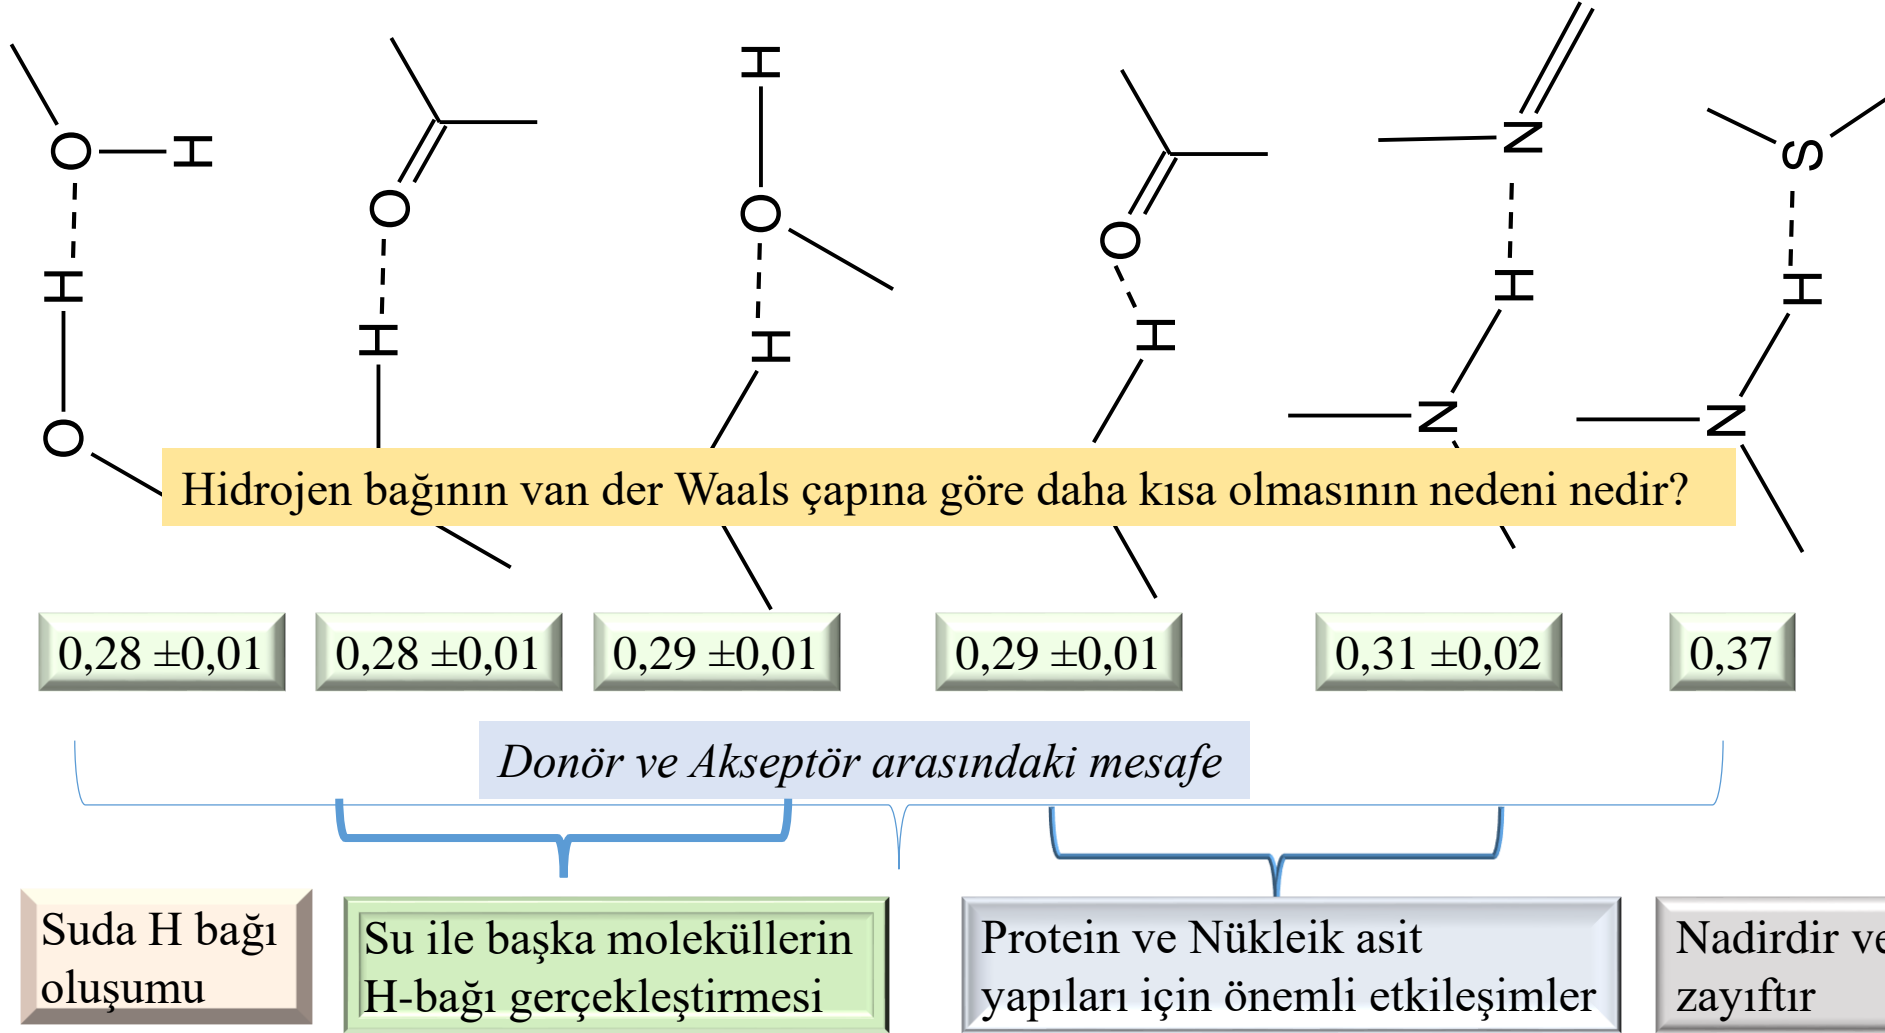 O H
O
H
O
O
N
S
H
H
H
H
H
H
O
N
N
Hidrojen bağının van der Waals çapına göre daha kısa olmasının nedeni nedir?
0,28 ±0,01
0,28 ±0,01
0,29 ±0,01
0,29 ±0,01
0,31 ±0,02
0,37
Donör ve Akseptör arasındaki mesafe
Suda H bağı
oluşumu
Su ile başka moleküllerin
H-bağı gerçekleştirmesi
Protein ve Nükleik asit
yapıları için önemli etkileşimler
Nadirdir ve
zayıftır